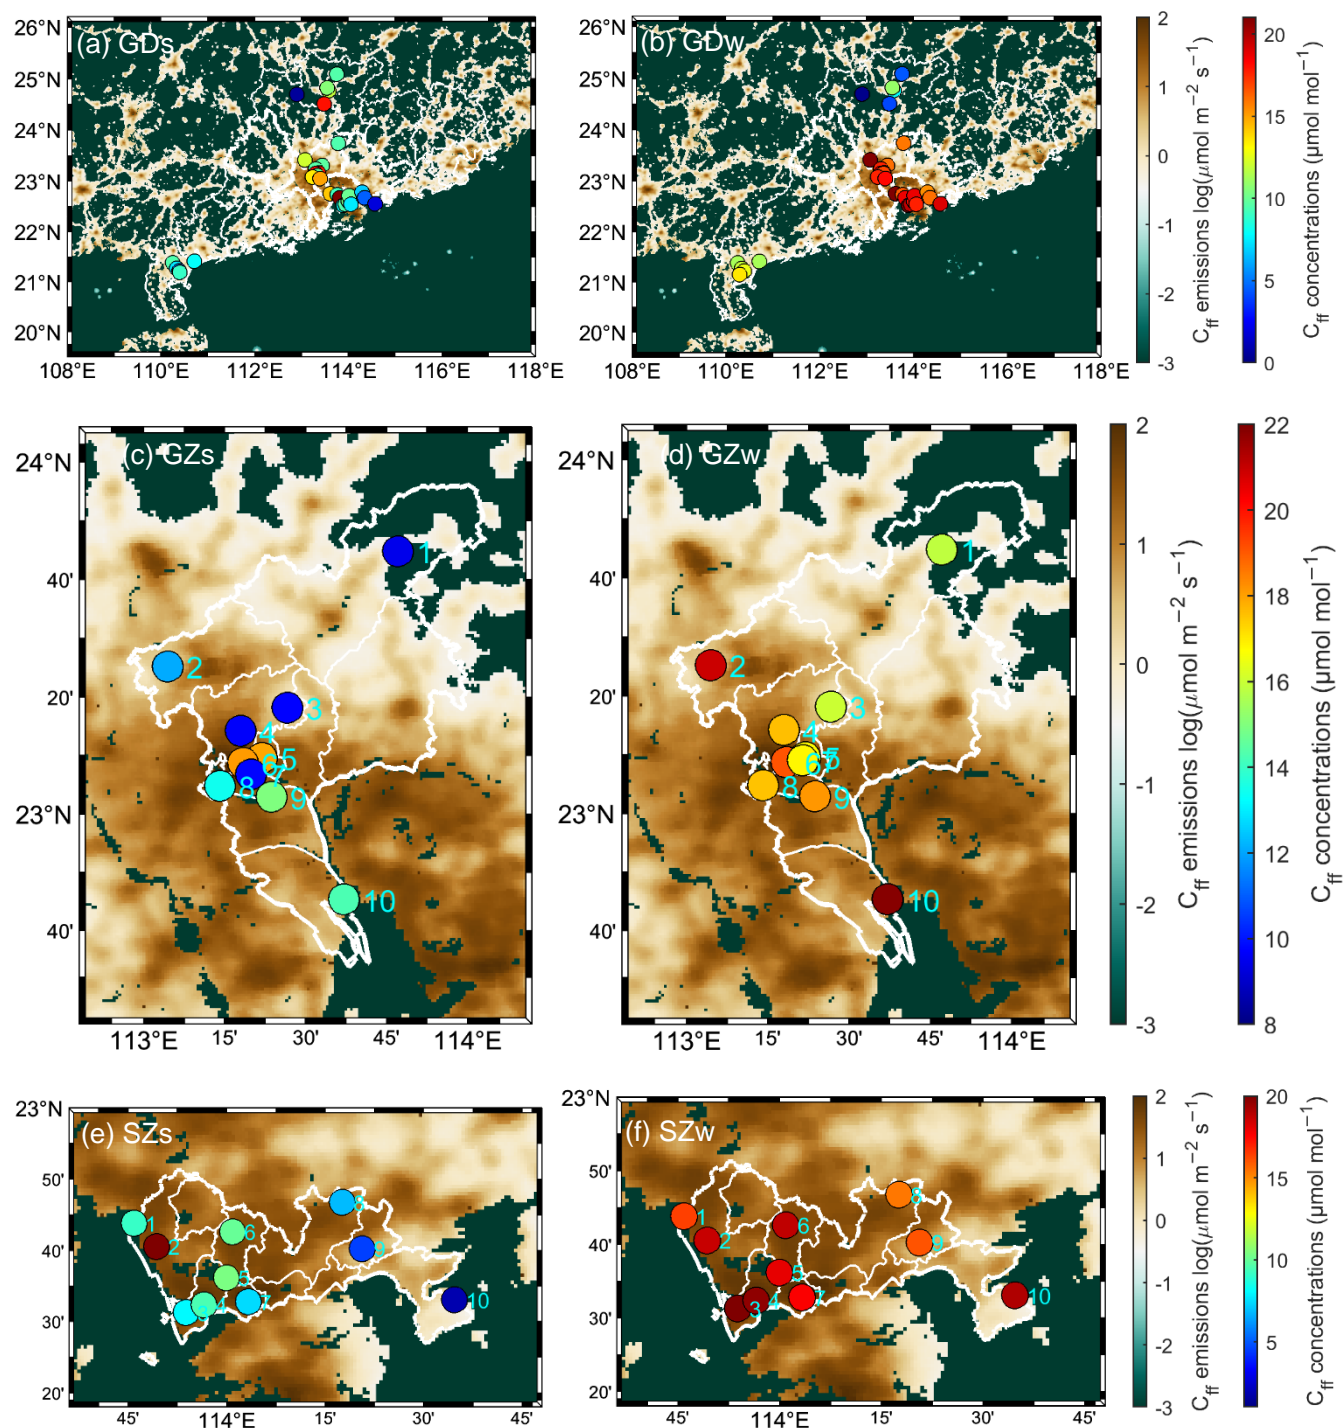 (a) GDs
(b) GDw
26°N
25°N
24°N
23°N
22°N
21°N
20°N
108°E 110°E 112°E 114°E 116°E 118°E
26°N
25°N
24°N
23°N
22°N
21°N
20°N
108°E 110°E 112°E 114°E 116°E 118°E
2
1
0
-1
-2
-3
C_ff emissions log(μmol m⁻² s⁻¹)
20
15
10
5
0
C_ff concentrations (μmol mol⁻¹)
(c) GZs
24°N
40'
20'
23°N
40'
113°E 15' 30' 45' 114°E
1
2
3
4
5
6
7
8
9
10
(d) GZw
24°N
40'
20'
23°N
40'
113°E 15' 30' 45' 114°E
1
2
3
4
5
6
7
8
9
10
2
1
0
-1
-2
-3
C_ff emissions log(μmol m⁻² s⁻¹)
22
20
18
16
14
12
10
8
C_ff concentrations (μmol mol⁻¹)
(e) SZs
23°N
50'
40'
30'
20'
45' 114°E 15' 30' 45'
1
2
3
4
5
6
7
8
9
10
(f) SZw
23°N
50'
40'
30'
20'
45' 114°E 15' 30' 45'
1
2
3
4
5
6
7
8
9
10
2
1
0
-1
-2
-3
C_ff emissions log(μmol m⁻² s⁻¹)
20
15
10
5
C_ff concentrations (μmol mol⁻¹)